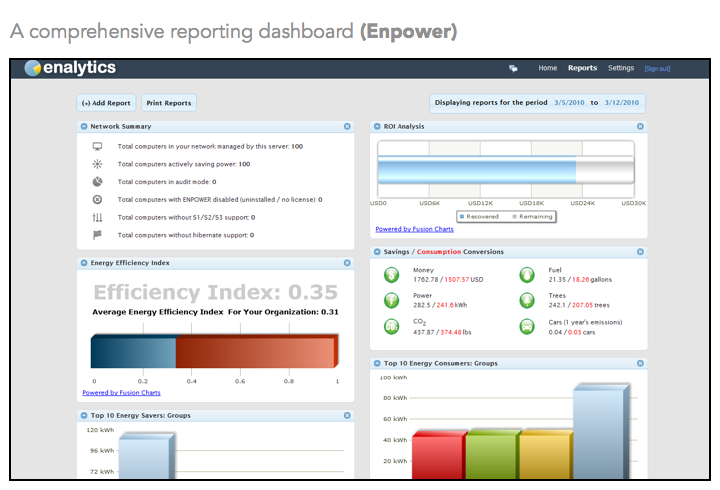 A comprehensive reporting dashboard (Enpower)
enalytics
Home Reports Settings [Sign out]
(+) Add Report Print Reports
Displaying reports for the period 3/5/2010 to 3/12/2010
Network Summary
Total computers in your network managed by this server: 100
Total computers actively saving power: 100
Total computers in audit mode: 0
Total computers with ENPOWER disabled (uninstalled / no license): 0
Total computers without S1/S2/S3 support: 0
Total computers without hibernate support: 0
ROI Analysis
USD0 USD6K USD12K USD18K USD24K USD30K
Recovered Remaining
Powered by Fusion Charts
Energy Efficiency Index
Efficiency Index: 0.35
Average Energy Efficiency Index For Your Organization: 0.31
0 0.2 0.4 0.6 0.8 1
Powered by Fusion Charts
Savings / Consumption Conversions
Money
1762.78 / 1507.57 USD
Fuel
21.35 / 18.26 gallons
Power
282.5 / 241.6 kWh
Trees
242.1 / 207.05 trees
CO2
437.87 / 374.48 lbs
Cars (1 year's emissions)
0.04 / 0.03 cars
Top 10 Energy Savers: Groups
120 kWh
96 kWh
72 kWh
Top 10 Energy Consumers: Groups
100 kWh
80 kWh
60 kWh
40 kWh
20 kWh